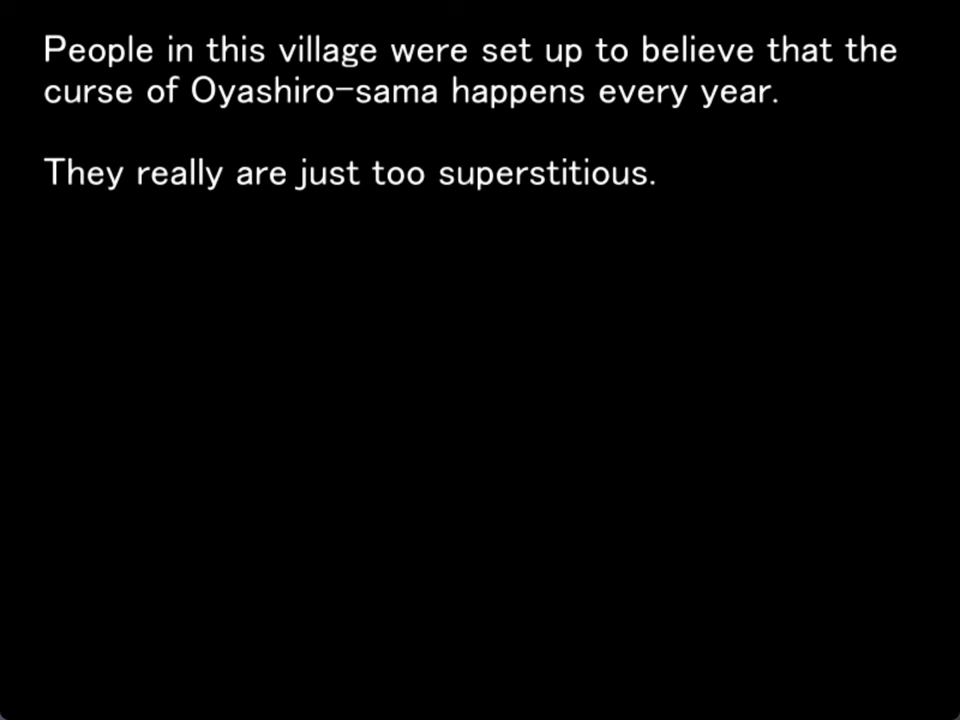 People in this village were set up to believe that the
curse of Oyashiro-sama happens every year.
They really are just too superstitious.